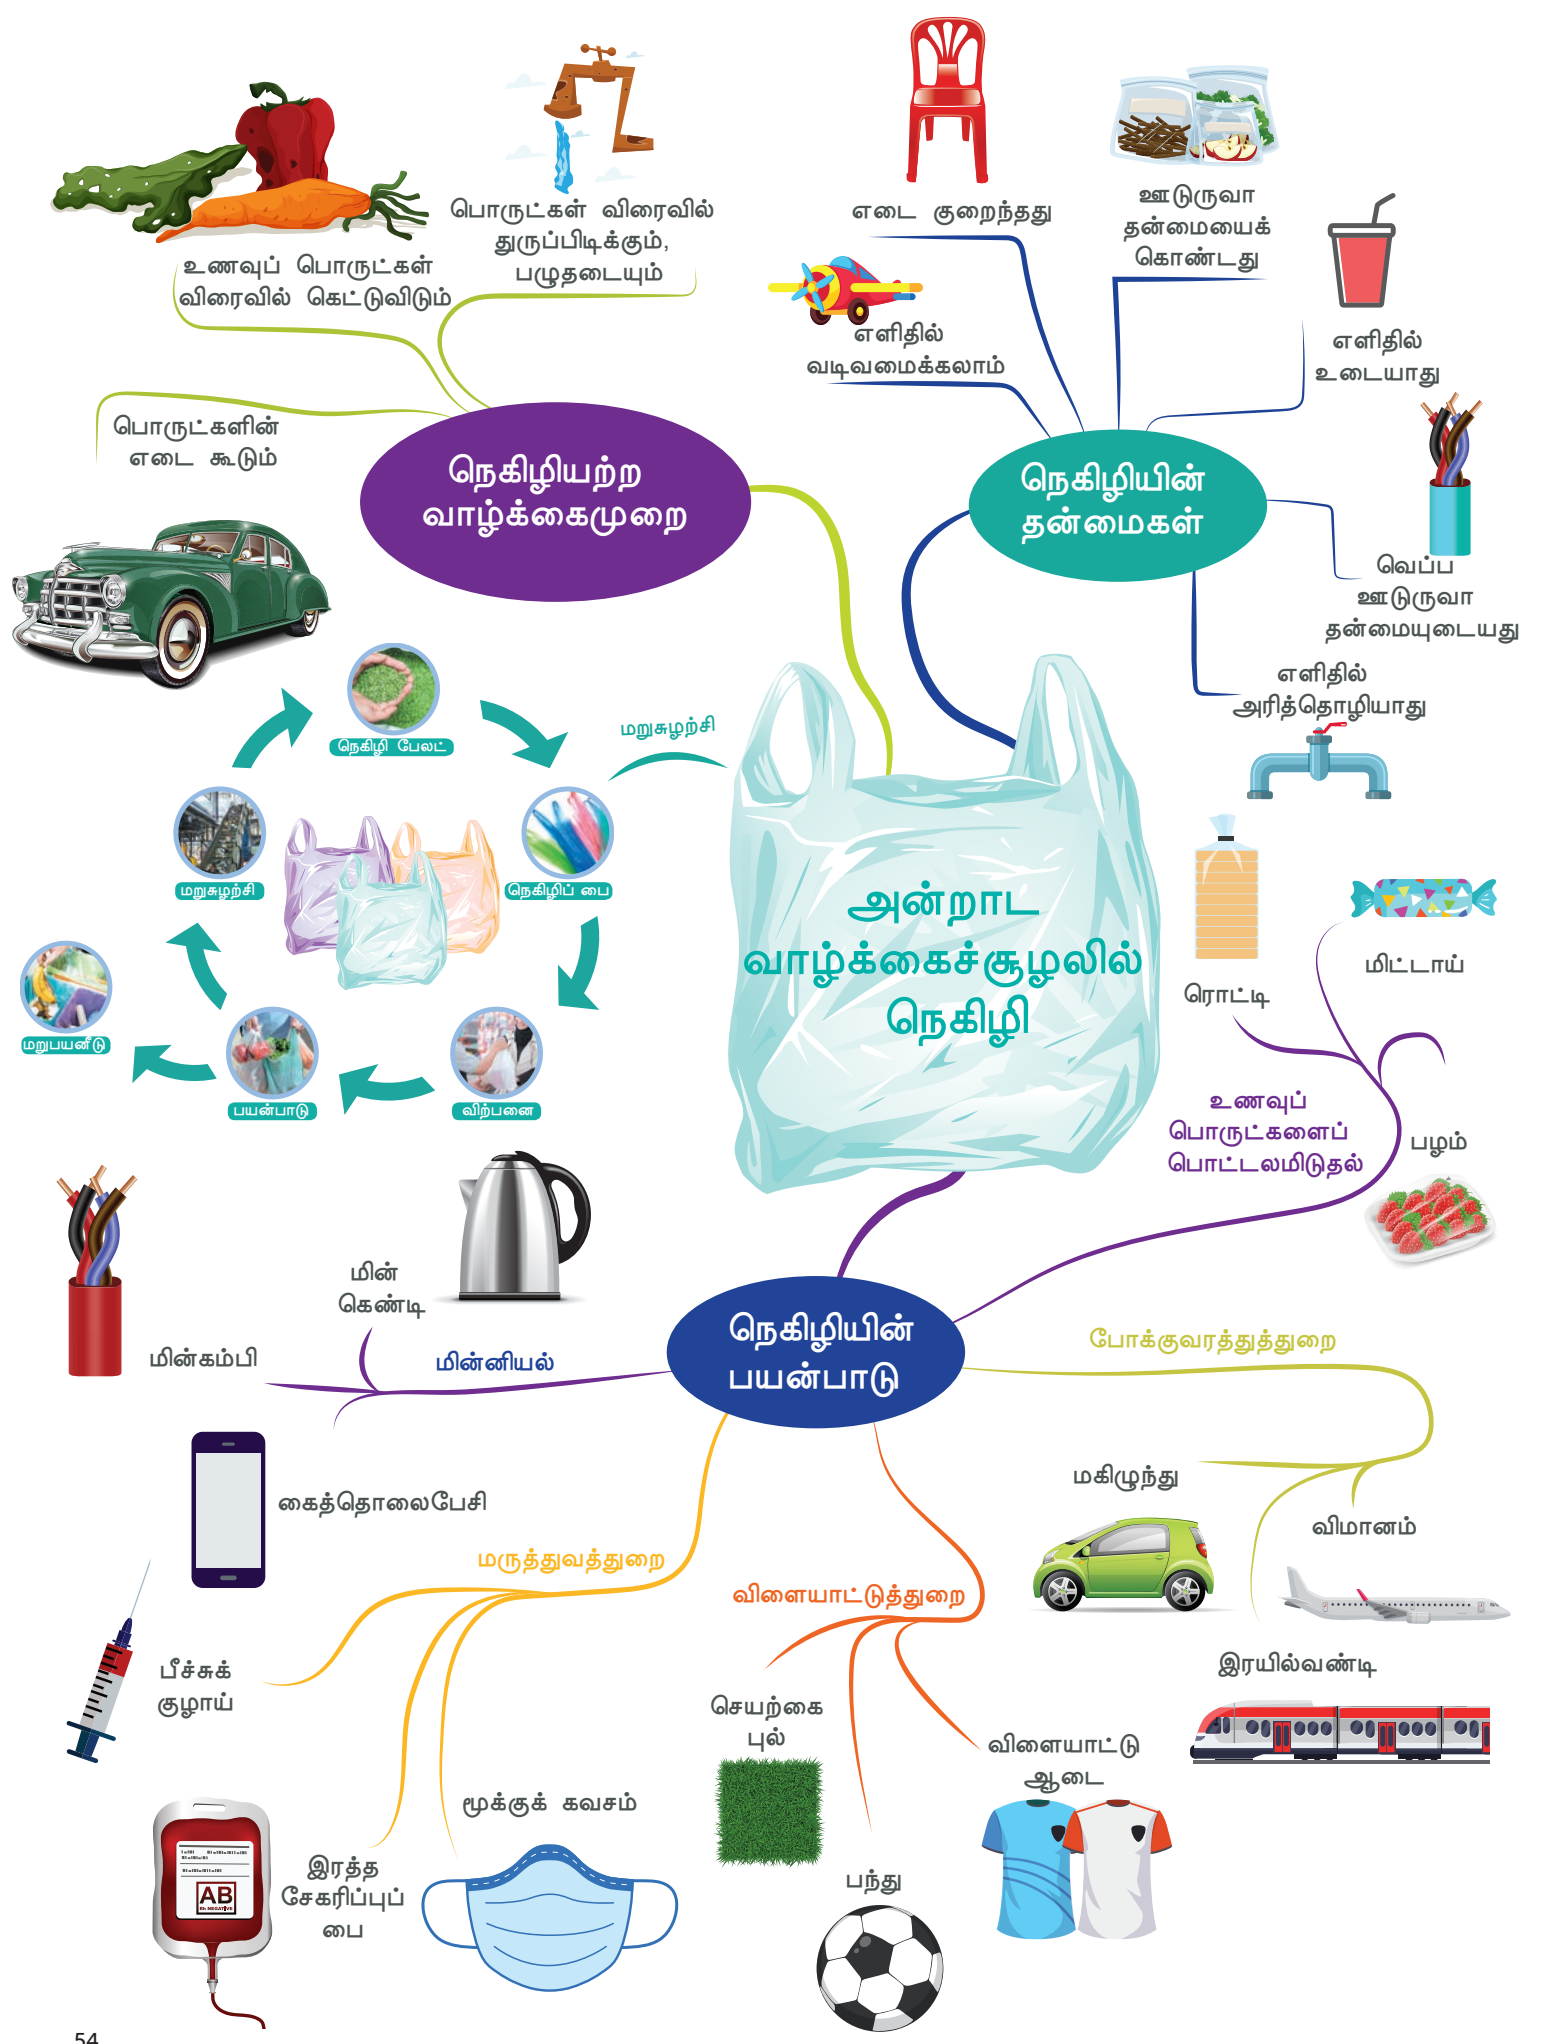 உணவுப் பொருட்கள்
விரைவில் கெட்டுவிடும்
பொருட்கள் விரைவில்
துருப்பிடிக்கும்,
பழுதடையும்
பொருட்களின்
எடை கூடும்
நெகிழியற்ற
வாழ்க்கைமுறை
எடை குறைந்தது
எளிதில்
வடிவமைக்கலாம்
ஊடுருவா
தன்மையைக்
கொண்டது
எளிதில்
உடையாது
நெகிழியின்
தன்மைகள்
வெப்ப
ஊடுருவா
தன்மையுடையது
எளிதில்
அரித்தொழியாது
மறுசுழற்சி
நெகிழி பேலட்
நெகிழிப் பை
விற்பனை
பயன்பாடு
மறுபயனீடு
மறுசுழற்சி
அன்றாட
வாழ்க்கைச்சூழலில்
நெகிழி
ரொட்டி
மிட்டாய்
பழம்
உணவுப்
பொருட்களைப்
பொட்டலமிடுதல்
நெகிழியின்
பயன்பாடு
மின்னியல்
மின்
கெண்டி
மின்கம்பி
கைத்தொலைபேசி
மருத்துவத்துறை
பீச்சுக்
குழாய்
இரத்த
சேகரிப்புப்
பை
AB
Rh NEGATIVE
மூக்குக் கவசம்
விளையாட்டுத்துறை
செயற்கை
புல்
பந்து
விளையாட்டு
ஆடை
போக்குவரத்துத்துறை
மகிழுந்து
விமானம்
இரயில்வண்டி
54